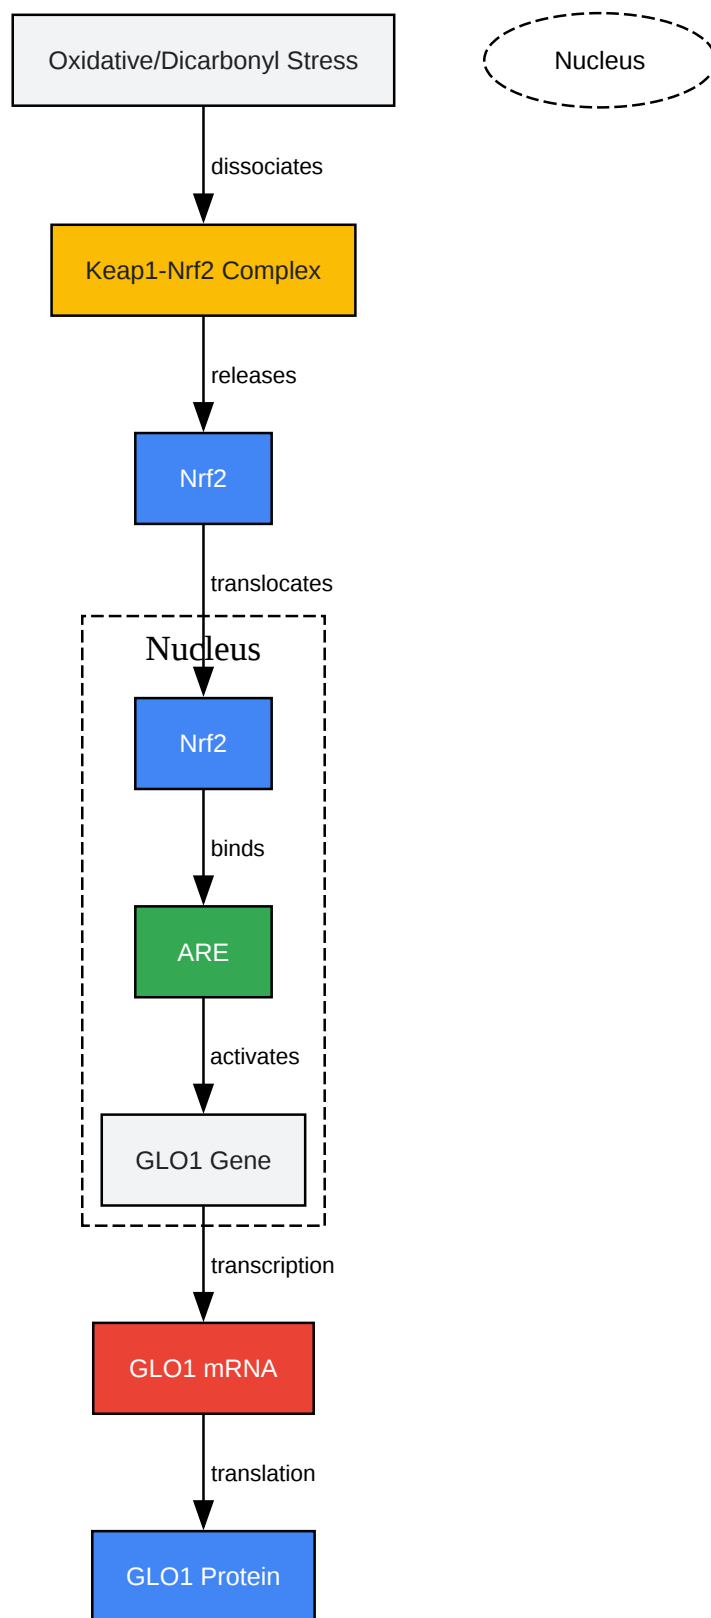 Oxidative/Dicarbonyl Stress
Nucleus
dissociates
Keap1-Nrf2 Complex
releases
Nrf2
translocates
Nucleus
Nrf2
binds
ARE
activates
GLO1 Gene
transcription
GLO1 mRNA
translation
GLO1 Protein